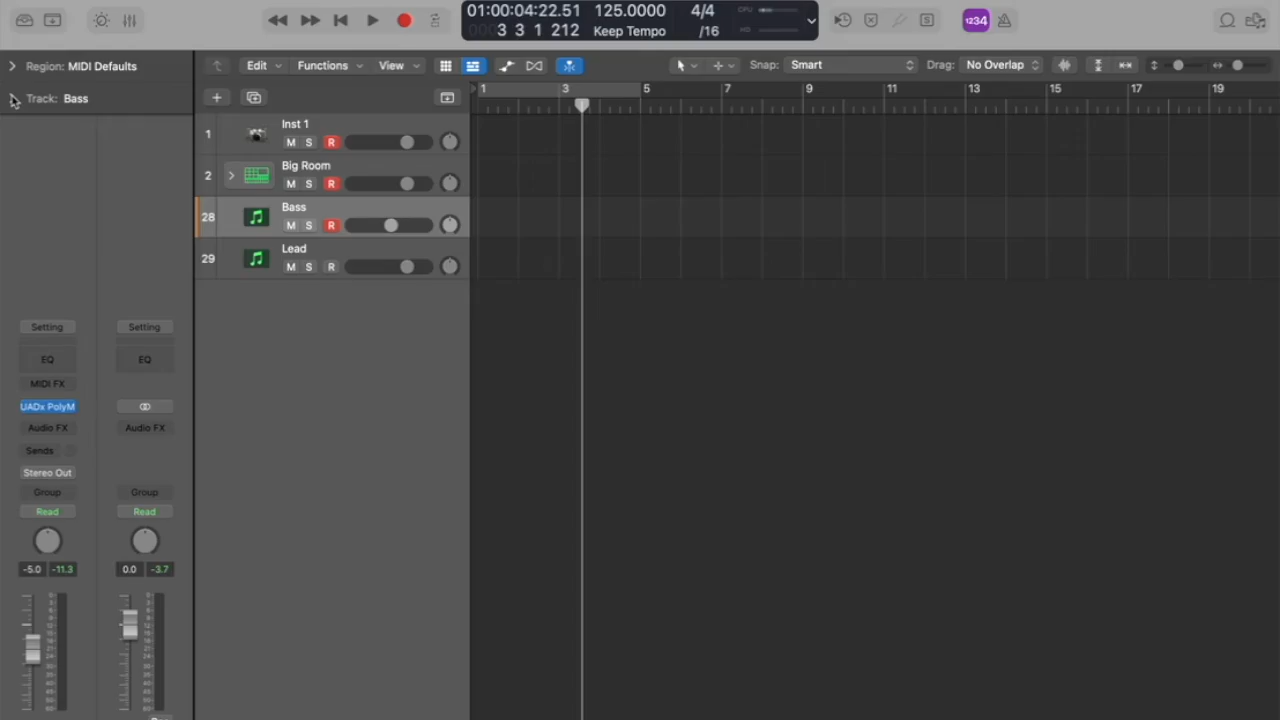 01:00:04:22.51 125.0000 4/4
3 3 1 212 Keep Tempo /16
CPU
HD
1234
S
Region: MIDI Defaults
Edit Functions View
Snap: Smart
Drag: No Overlap
Track: Bass
1 3 5 7 9 11 13 15 17 19
1 Inst 1
M S R
2 Big Room
M S R
28 Bass
M S R
29 Lead
M S R
Setting Setting
EQ EQ
MIDI FX
UADx PolyM
Audio FX Audio FX
Sends
Stereo Out
Group Group
Read Read
-5.0 -11.3 0.0 -3.7